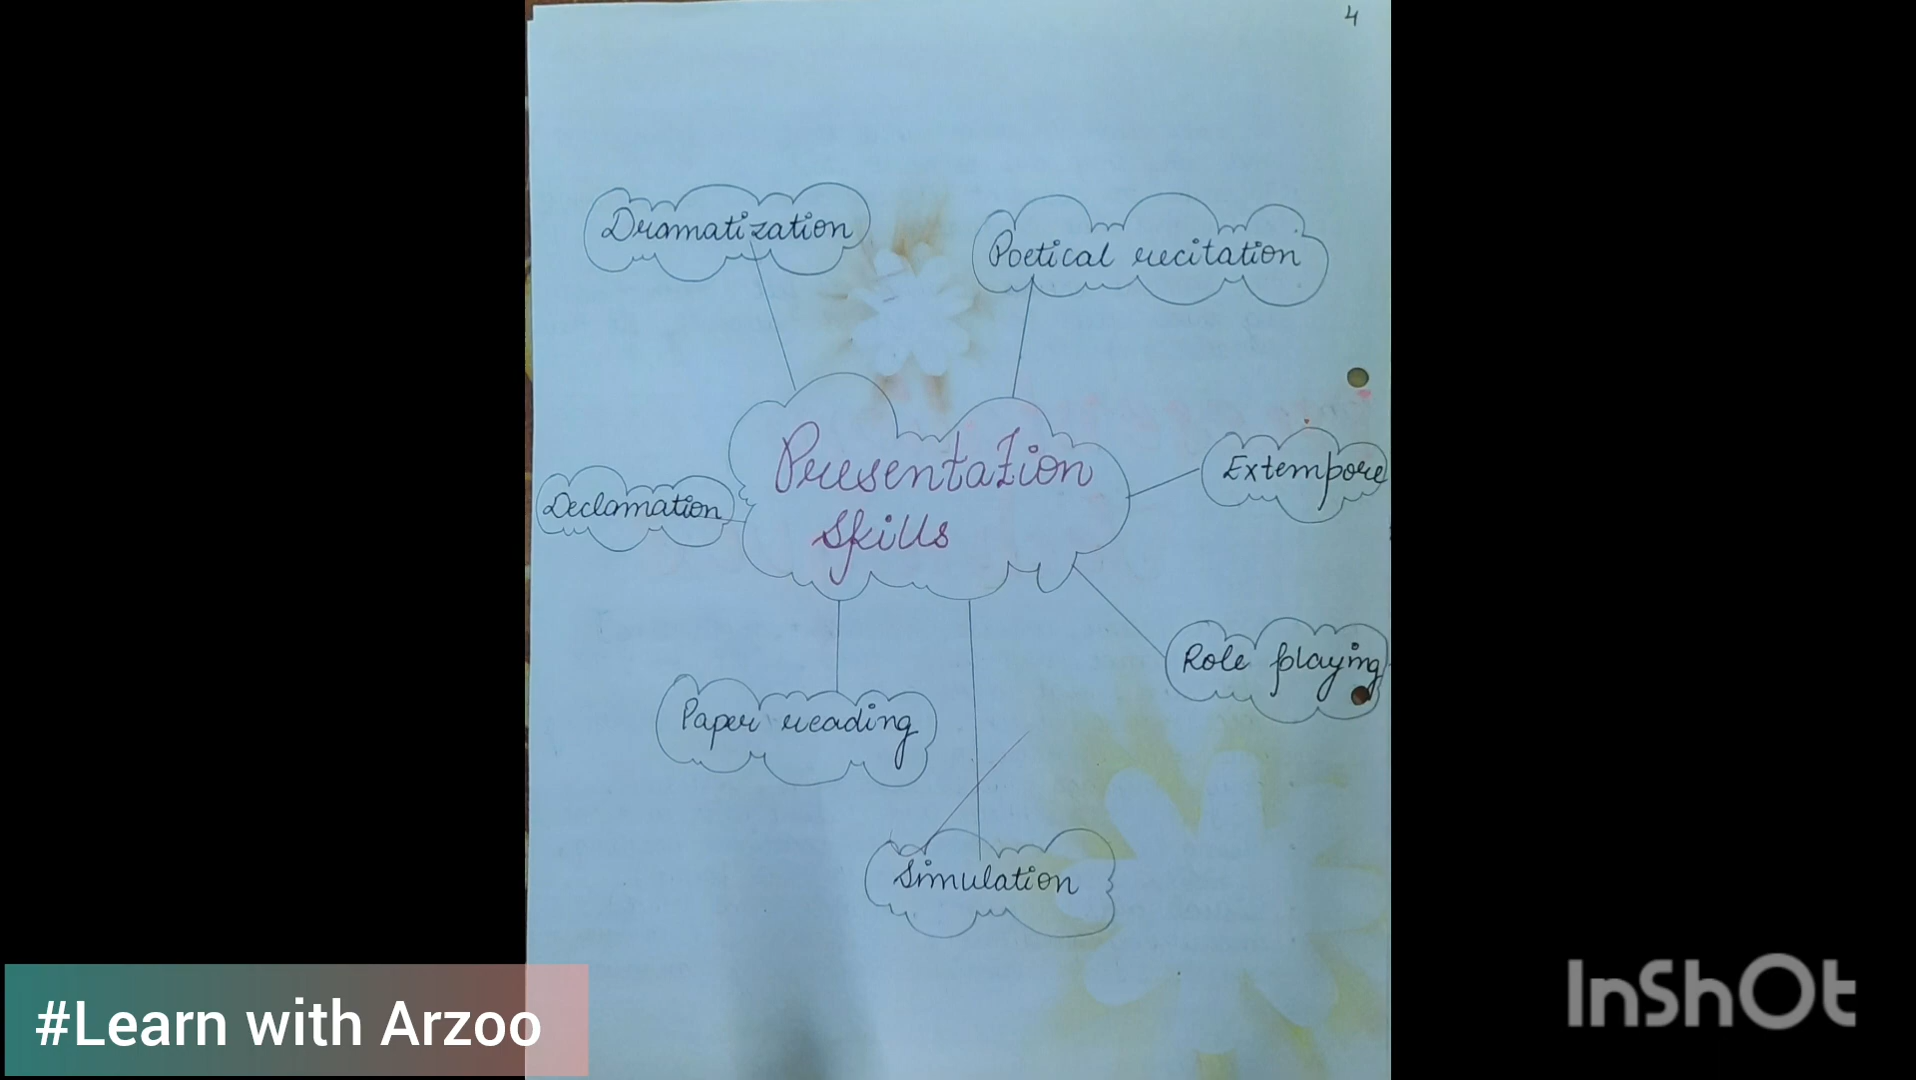 4
Dramatization
Poetical recitation
Presentation
skills
Extempore
Declamation
Role playing
Paper reading
Simulation
#Learn with Arzoo
InShOt